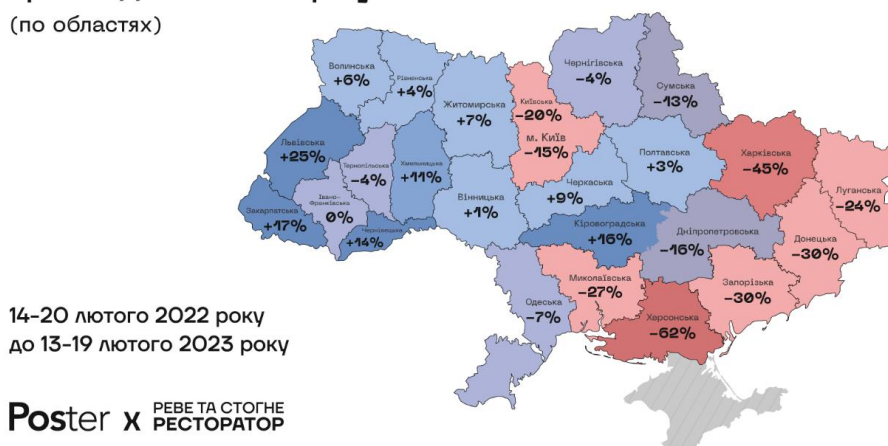 (по областях)
Волинська
+6%
Рівненська
+4%
Житомирська
+7%
Київська
-20%
м. Київ
-15%
Чернігівська
-4%
Сумська
-13%
Львівська
+25%
Тернопільська
-4%
Хмельницька
+11%
Вінницька
+1%
Черкаська
+9%
Полтавська
+3%
Харківська
-45%
Луганська
-24%
Закарпатська
+17%
Івано-
Франківська
0%
Чернівецька
+14%
Кіровоградська
+16%
Дніпропетровська
-16%
Донецька
-30%
Одеська
-7%
Миколаївська
-27%
Запорізька
-30%
Херсонська
-62%
14-20 лютого 2022 року
до 13-19 лютого 2023 року
Poster x РЕВЕ ТА СТОГНЕ
РЕСТОРАТОР